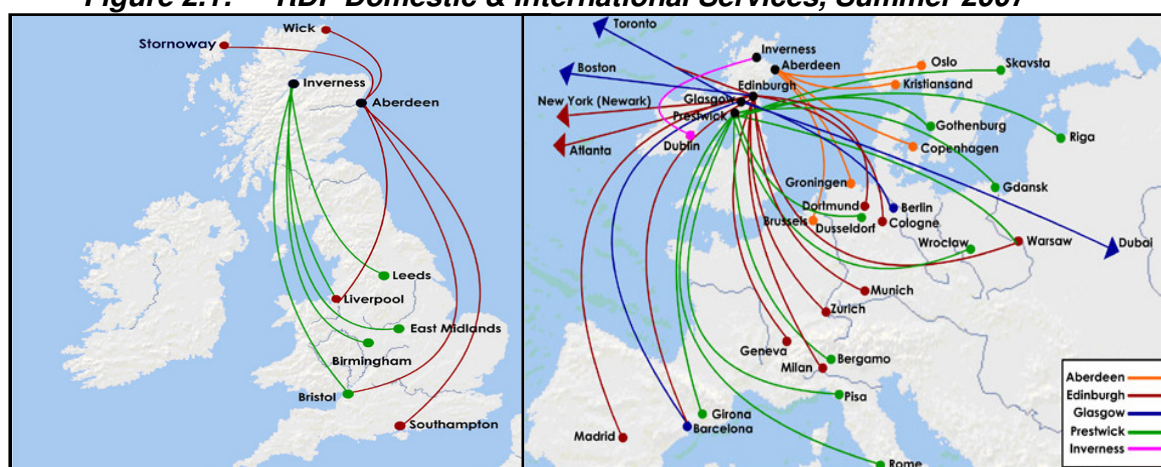 Figure 2.1: RDF Domestic & International Services, Summer 2007
Wick
Stornoway
Inverness
Aberdeen
Leeds
Liverpool
East Midlands
Birmingham
Bristol
Southampton
Toronto
Inverness
Boston
Aberdeen
Oslo
Skavsta
Edinburgh
Kristiansand
New York (Newark)
Glasgow
Prestwick
Gothenburg
Riga
Atlanta
Dublin
Copenhagen
Groningen
Gdansk
Dortmund
Berlin
Brussels
Dusseldorf
Cologne
Wrocław
Warsaw
Dubai
Munich
Zurich
Geneva
Bergamo
Milan
Pisa
Girona
Madrid
Barcelona
Rome
Aberdeen
Edinburgh
Glasgow
Prestwick
Inverness